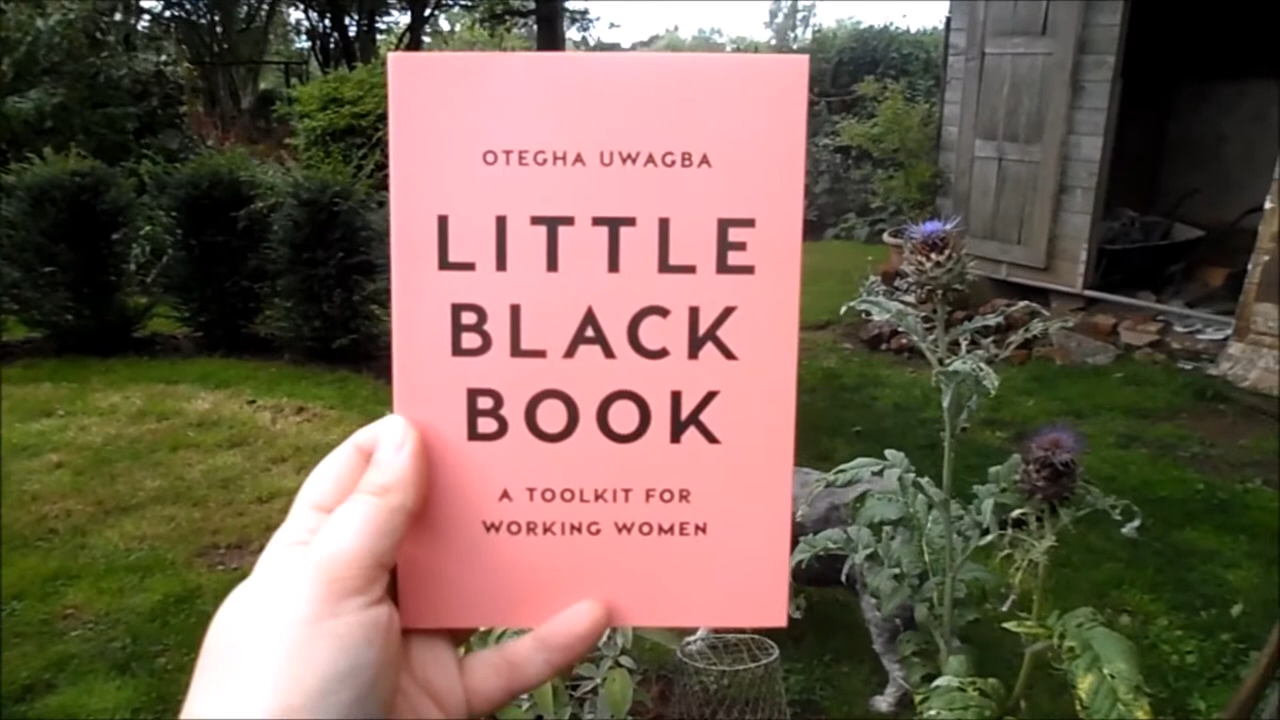 OTEGHA UWAGBA
LITTLE
BLACK
BOOK
A TOOLKIT FOR
WORKING WOMEN